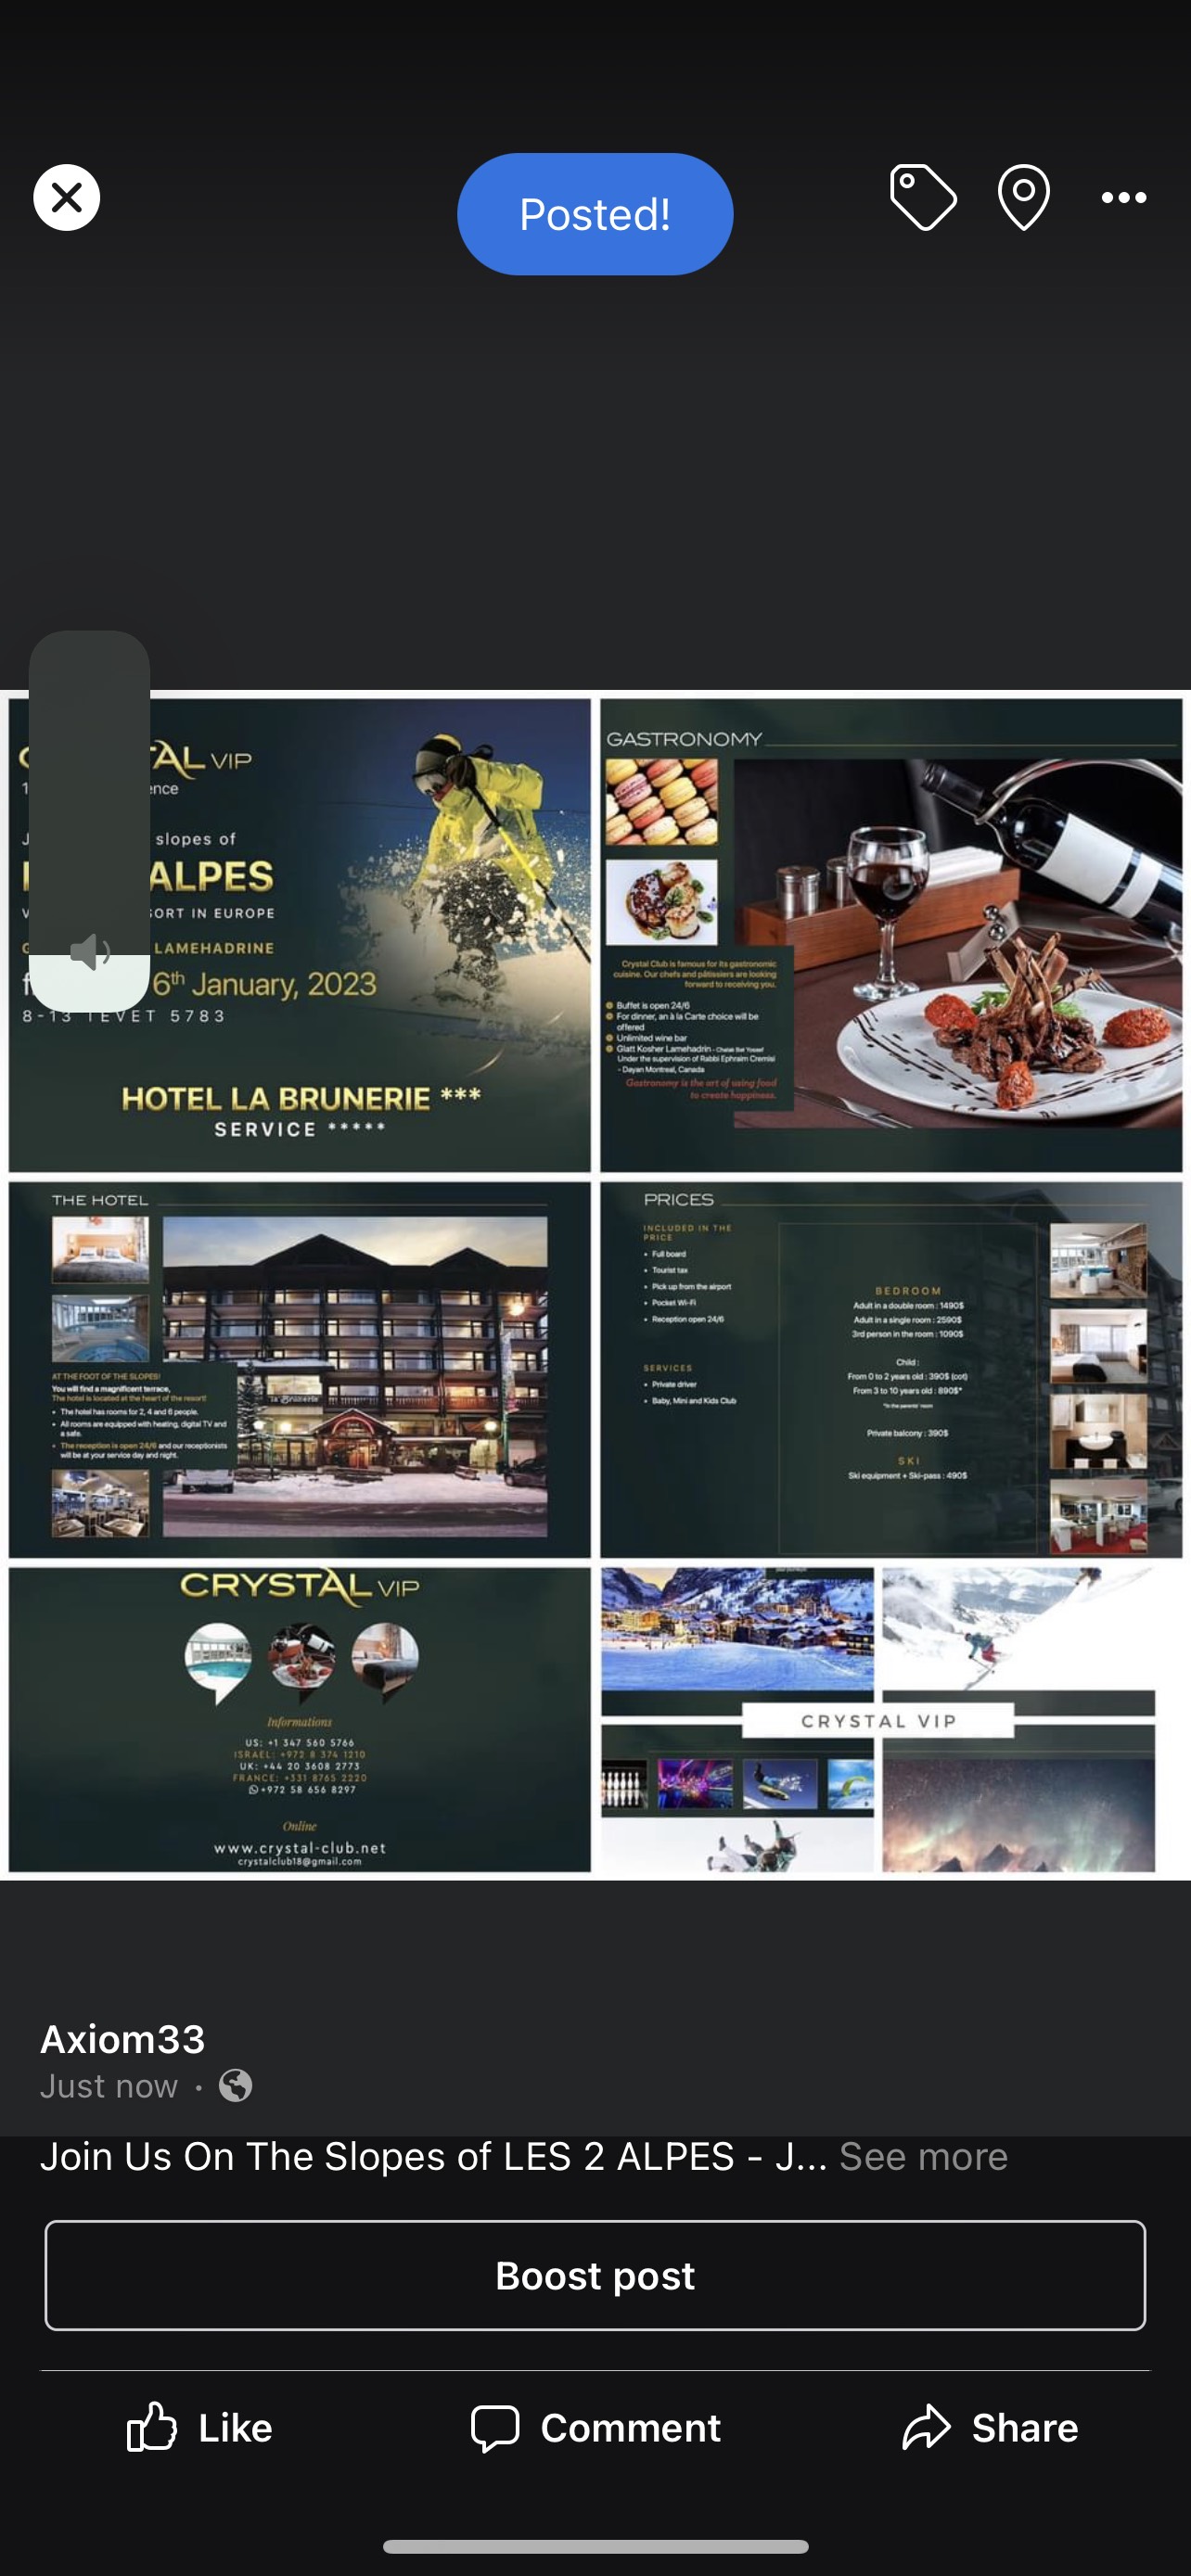 Posted!
TAL VIP
ence
slopes of
ALPES
SORT IN EUROPE
LAMEHADRINE
6th January, 2023
8-13 TEVET 5783
HOTEL LA BRUNERIE ***
SERVICE *****
GASTRONOMY
Crystal Club is famous for its gastronomic
cuisine. Our chefs and pâtissiers are looking
forward to receiving you.
Buffet is open 24/6
For dinner, an à la Carte choice will be
offered
Unlimited wine bar
Glatt Kosher Lamehadrin - Chalak Bet Yossef
Under the supervision of Rabbi Ephraim Cremisi
- Dayan Montreal, Canada
Gastronomy is the art of using food
to create happiness.
THE HOTEL
AT THE FOOT OF THE SLOPES!
You will find a magnificent terrace,
The hotel is located at the heart of the resort!
• The hotel has rooms for 2, 4 and 6 people.
• All rooms are equipped with heating, digital TV and
a safe.
• The reception is open 24/6 and our receptionists
will be at your service day and night.
la Brunerie
PRICES
INCLUDED IN THE
PRICE
• Full board
• Tourist tax
• Pick up from the airport
• Pocket Wi-Fi
• Reception open 24/6
SERVICES
• Private driver
• Baby, Mini and Kids Club
BEDROOM
Adult in a double room : 1490$
Adult in a single room : 2590$
3rd person in the room : 1090$
Child :
From 0 to 2 years old : 390$ (cot)
From 3 to 10 years old : 890$*
*In the parents' room
Private balcony : 390$
SKI
Ski equipment + Ski-pass : 490$
CRYSTAL VIP
Informations
US: +1 347 560 5766
ISRAEL: +972 8 374 1210
UK: +44 20 3608 2773
FRANCE: +331 8765 2220
+972 58 656 8297
Online
www.crystal-club.net
crystalclub18@gmail.com
CRYSTAL VIP
Axiom33
Just now ·
Join Us On The Slopes of LES 2 ALPES - J... See more
Boost post
Like
Comment
Share